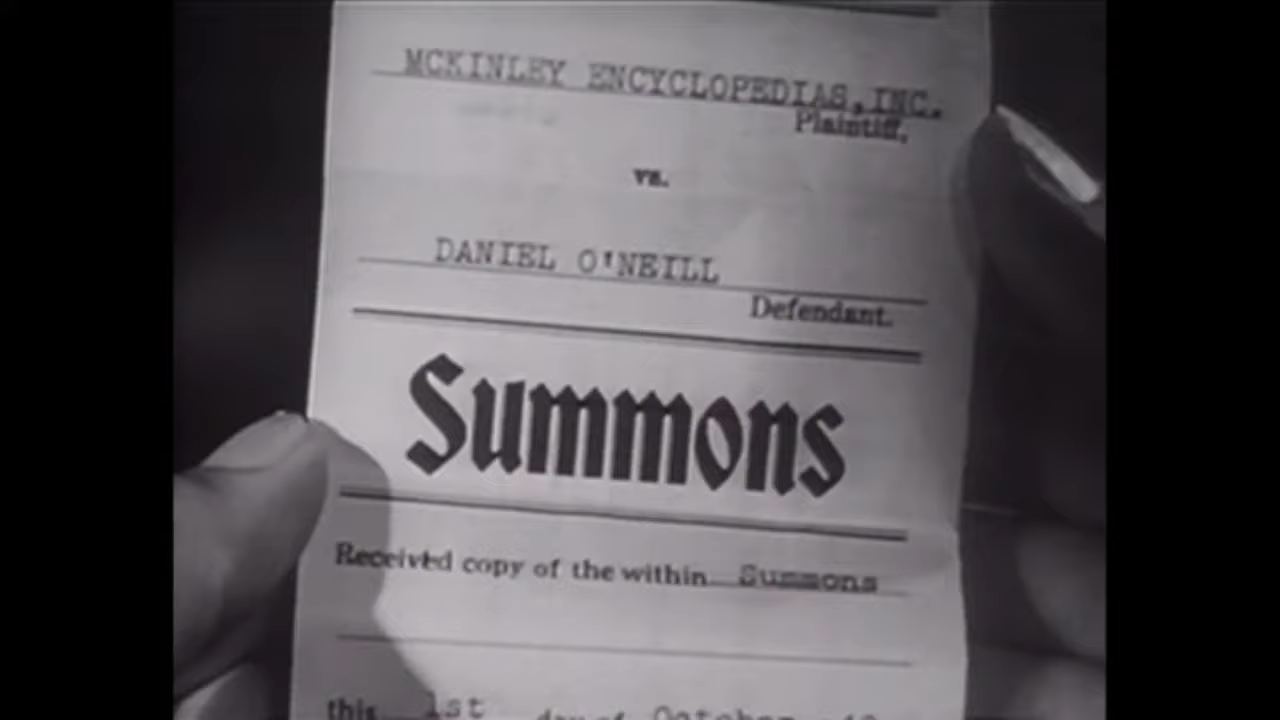 MCKINLEY ENCYCLOPEDIAS,INC.
Plaintiff,
vs.
DANIEL O'NEILL
Defendant.
Summons
Received copy of the within Summons
this 1st day of October